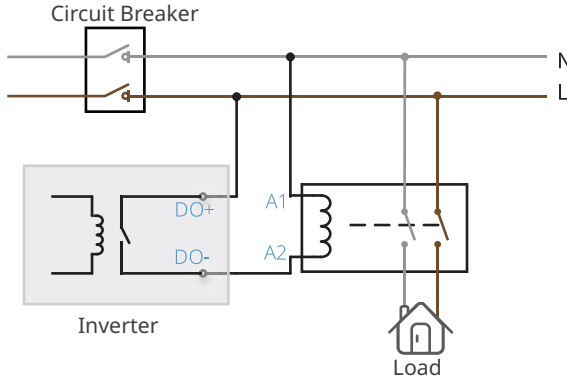 Circuit Breaker
N
L
DO+
A1
DO-
A2
Inverter
Load